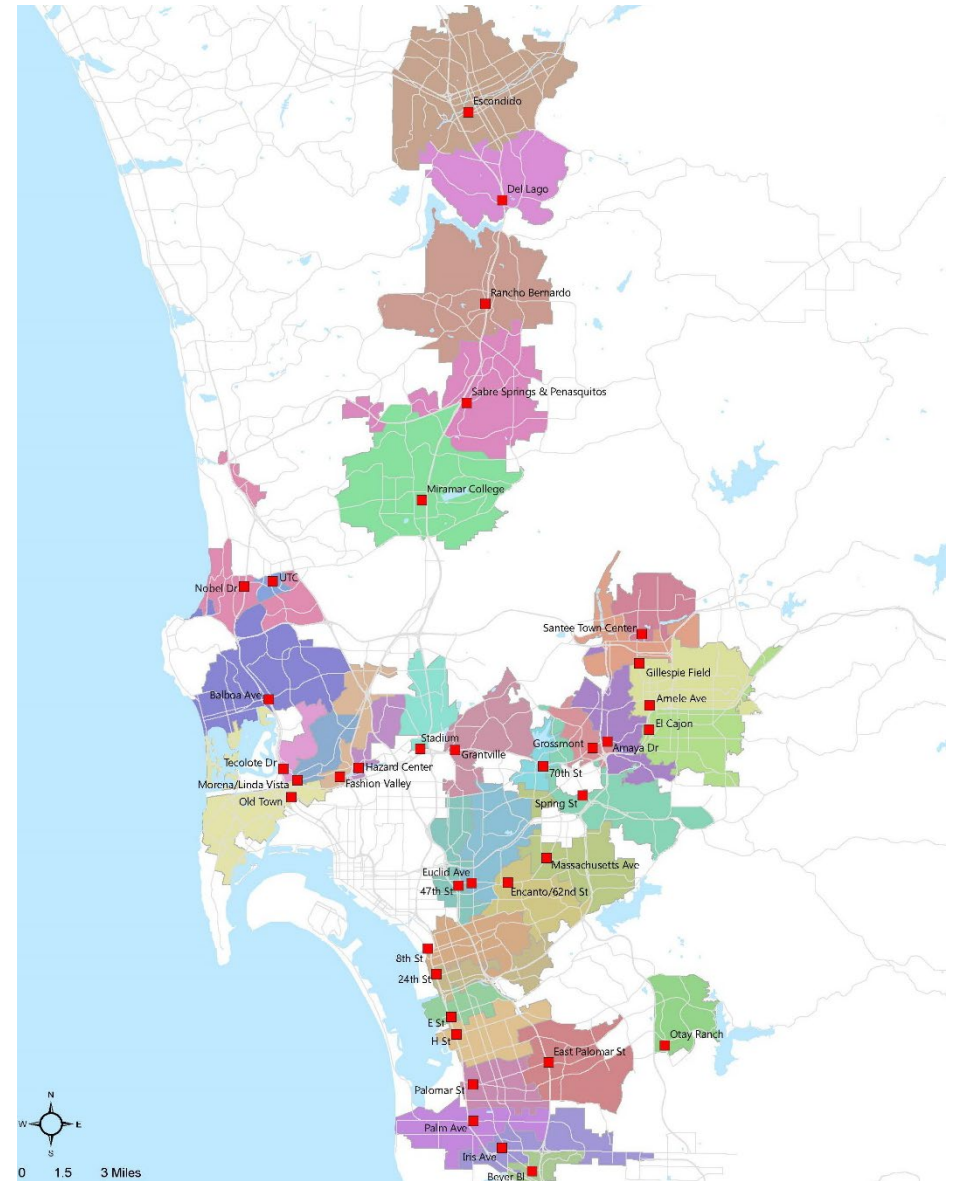 Escondido
Del Lago
Rancho Bernardo
Sabre Springs & Penasquitos
Miramar College
UTC
Nobel Dr
Santee Town Center
Gillespie Field
Balboa Ave
Arnele Ave
El Cajon
Stadium
Grossmont
Amaya Dr
Grantville
Tecolote Dr
Hazard Center
70th St
Morena/Linda Vista
Fashion Valley
Old Town
Spring St
Massachusetts Ave
Euclid Ave
47th St
Encanto/62nd St
8th St
24th St
E St
H St
Otay Ranch
East Palomar St
Palomar St
Palm Ave
Iris Ave
Beyer Bl
N
W
E
S
0 1.5 3 Miles